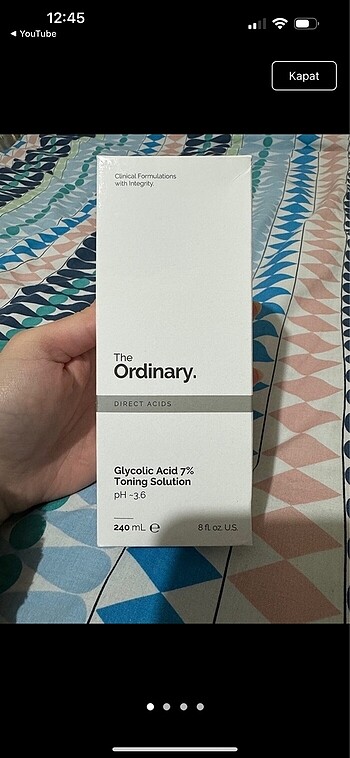 12:45
◀ YouTube
Kapat
Clinical Formulations
with Integrity.
The
Ordinary.
DIRECT ACIDS
Glycolic Acid 7%
Toning Solution
pH ~3.6
240 mL ℮
8 fl. oz. U.S.